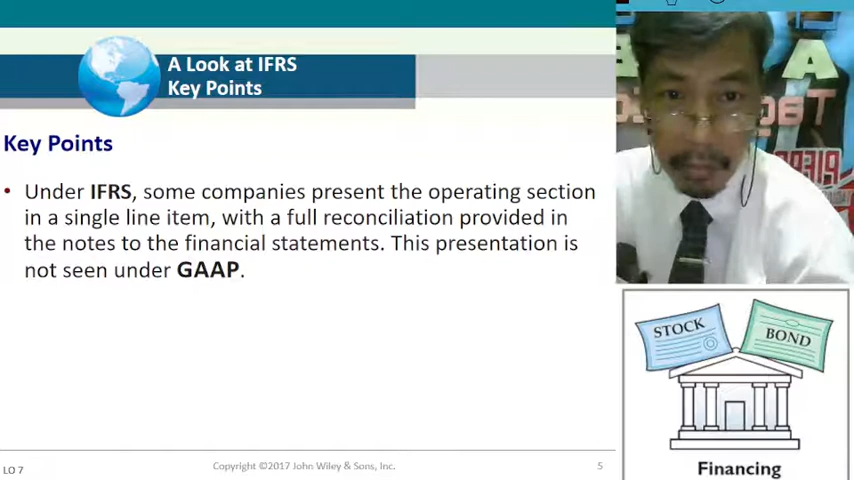 A Look at IFRS
Key Points
Key Points
• Under IFRS, some companies present the operating section
in a single line item, with a full reconciliation provided in
the notes to the financial statements. This presentation is
not seen under GAAP.
LO 7
Copyright ©2017 John Wiley & Sons, Inc.
5
STOCK
BOND
Financing